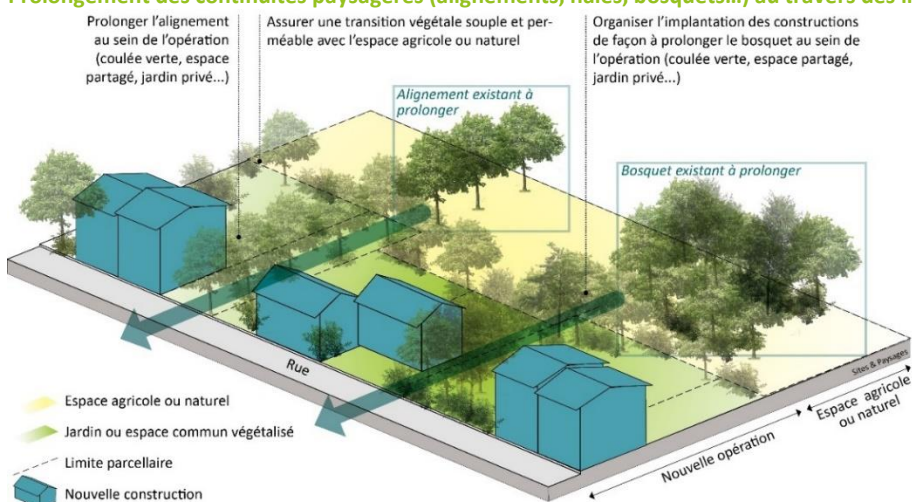 Prolongement des continuités paysagères (alignements, haies, bosquets...) au travers des
Prolonger l'alignement
au sein de l'opération
(coulée verte, espace
partagé, jardin privé...)
Assurer une transition végétale souple et per-
méable avec l'espace agricole ou naturel
Organiser l'implantation des constructions
de façon à prolonger le bosquet au sein de
l'opération (coulée verte, espace partagé,
jardin privé...)
Alignement existant à
prolonger
Bosquet existant à prolonger
Rue
Sites & Paysages
Espace agricole
ou naturel
Nouvelle opération
Espace agricole ou naturel
Jardin ou espace commun végétalisé
Limite parcellaire
Nouvelle construction